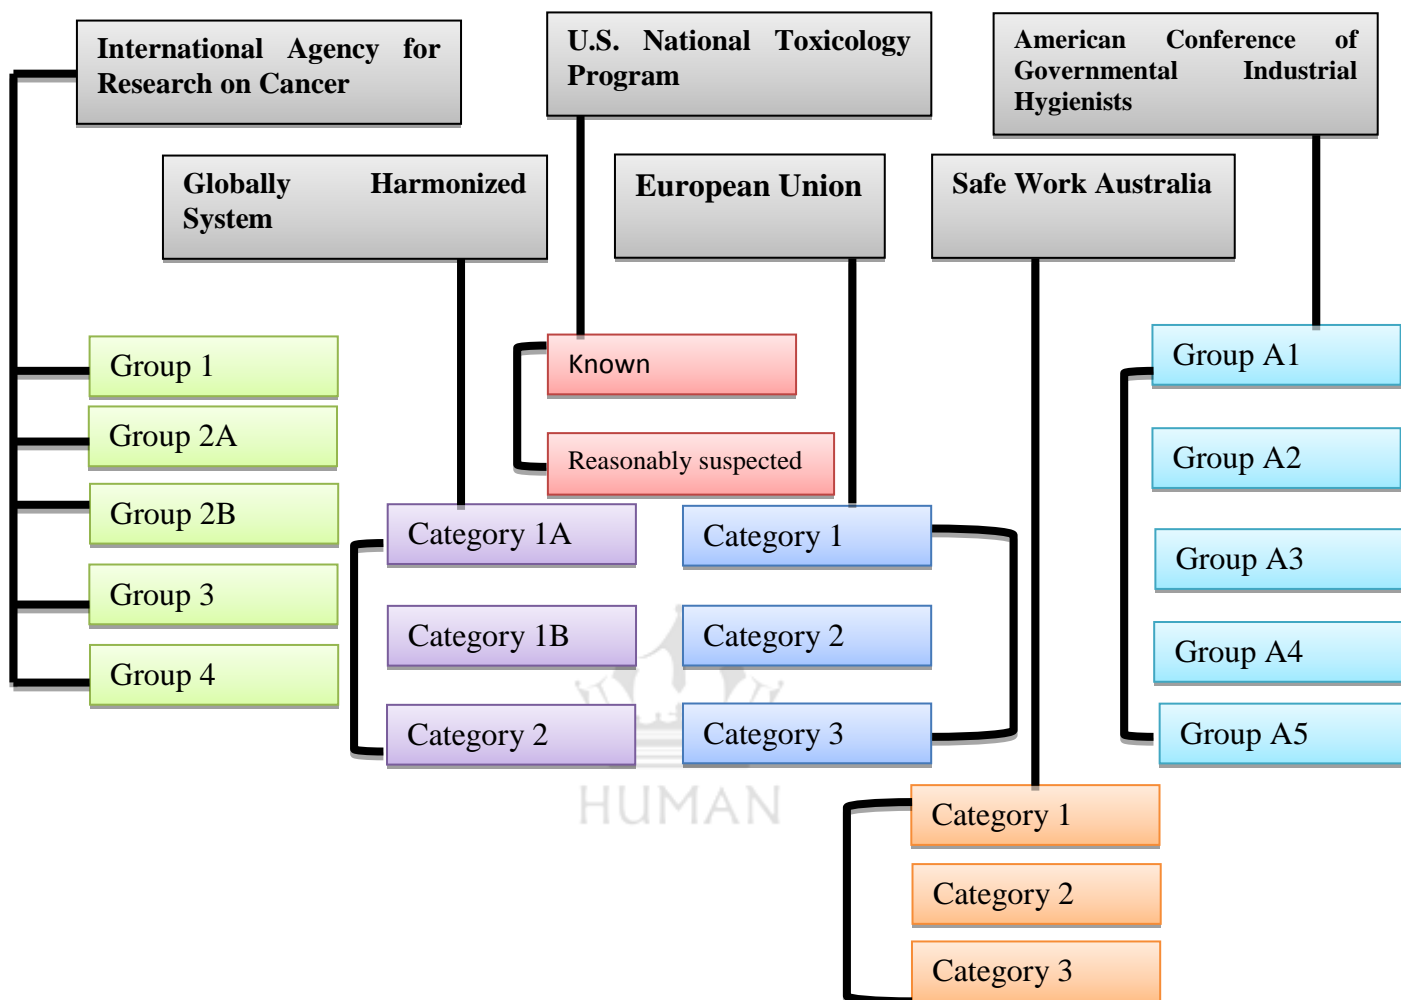 International Agency for
Research on Cancer
U.S. National Toxicology
Program
American Conference of
Governmental Industrial
Hygienists
Globally Harmonized
System
European Union
Safe Work Australia
Group 1
Group 2A
Group 2B
Group 3
Group 4
Known
Reasonably suspected
Category 1A
Category 1B
Category 2
Category 1
Category 2
Category 3
Group A1
Group A2
Group A3
Group A4
Group A5
HUMAN
Category 1
Category 2
Category 3